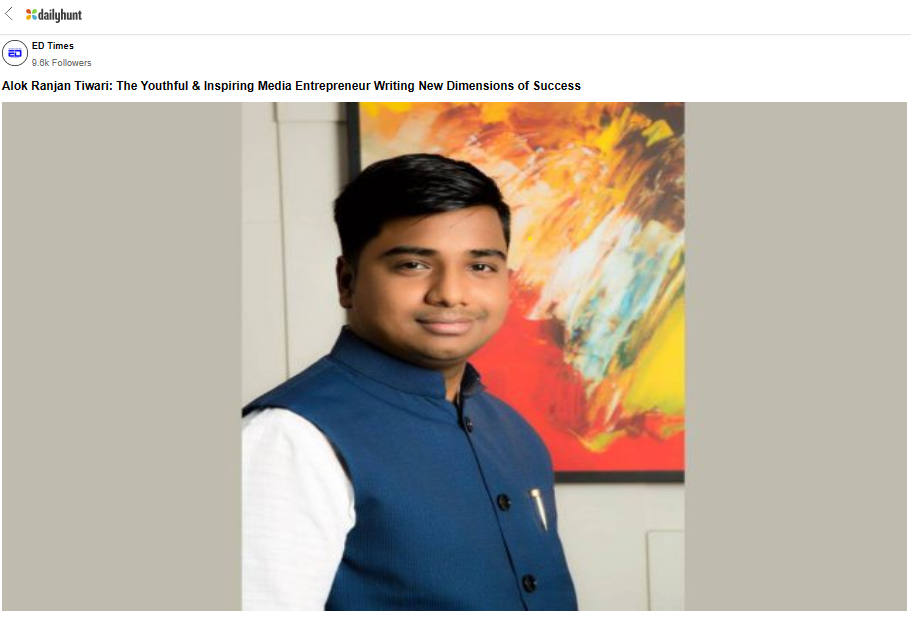 dailyhunt
ED
ED Times
9.6k Followers
Alok Ranjan Tiwari: The Youthful & Inspiring Media Entrepreneur Writing New Dimensions of Success